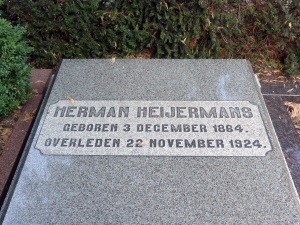 HERMAN HEIJERMANS
GEBOREN 3 DECEMBER 1864.
OVERLEDEN 22 NOVEMBER 1924.